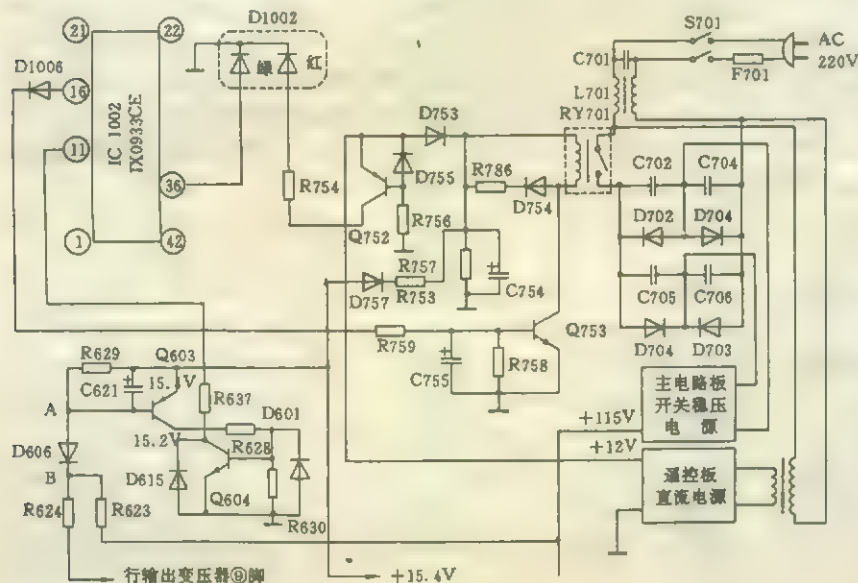 21
22
D1002
S701
AC
220V
绿
红
C701
F701
D1006
16
L701
RY701
IC 1002
IX0933CE
D753
11
D755
R786
C702
C704
36
R754
D754
R756
D702
D704
1
42
Q752
R757
D757
R753
C754
C705
C706
Q753
R759
D704
D703
R629
Q603
C755
R758
C621
15.4V
R637
主电路板
开关稳压
电源
A
D601
+115V
15.2V
R628
+12V
D606
B
D615
遥控板
直流电源
R624
R623
Q604
R630
行输出变压器⑨脚
+15.4V